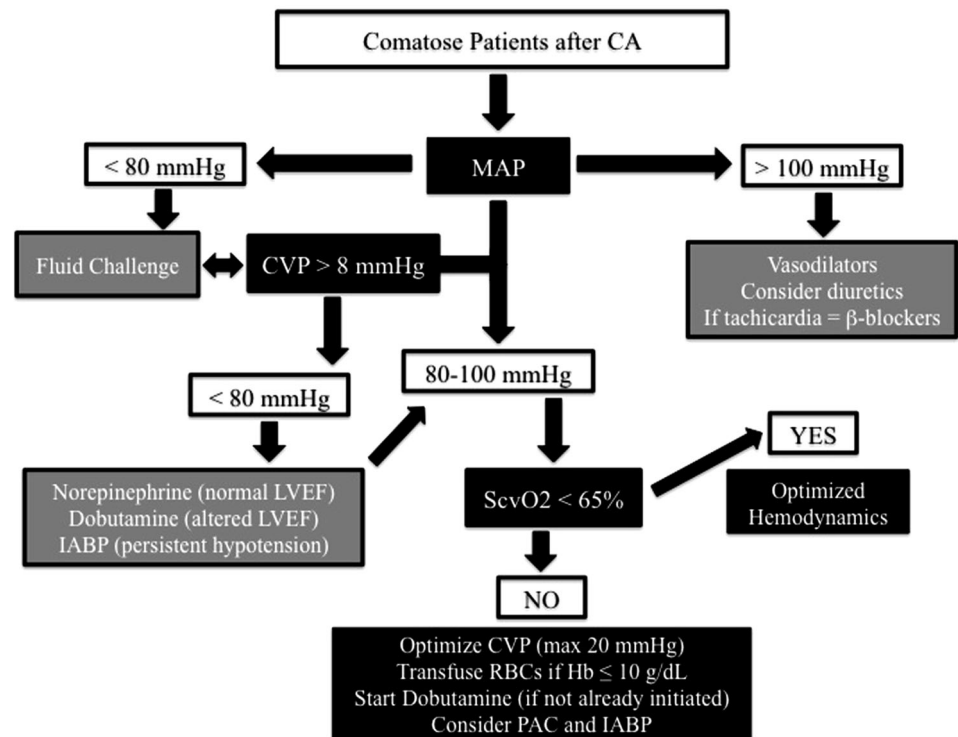 Comatose Patients after CA
< 80 mmHg
MAP
> 100 mmHg
Fluid Challenge
CVP > 8 mmHg
Vasodilators
Consider diuretics
If tachicardia = β-blockers
80-100 mmHg
< 80 mmHg
YES
Norepinephrine (normal LVEF)
Dobutamine (altered LVEF)
IABP (persistent hypotension)
ScvO2 < 65%
Optimized
Hemodynamics
NO
Optimize CVP (max 20 mmHg)
Transfuse RBCs if Hb ≤ 10 g/dL
Start Dobutamine (if not already initiated)
Consider PAC and IABP